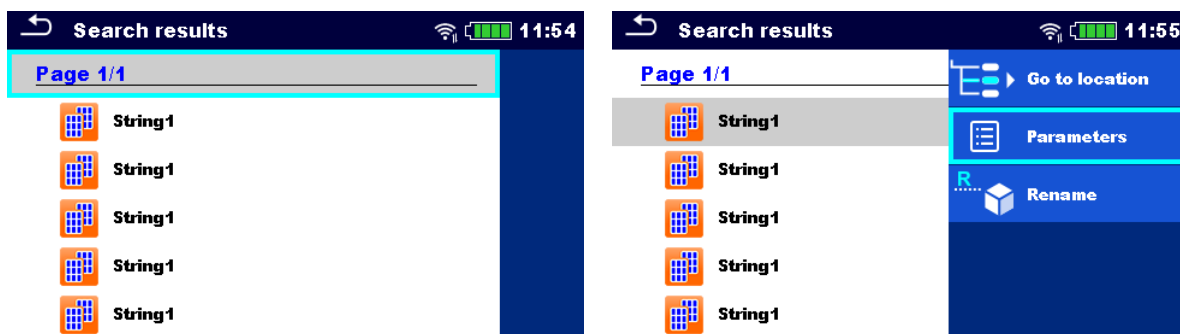 Search results 11:54
Page 1/1
String1
String1
String1
String1
String1
Search results 11:55
Page 1/1
String1
String1
String1
String1
String1
Go to location
Parameters
R
Rename